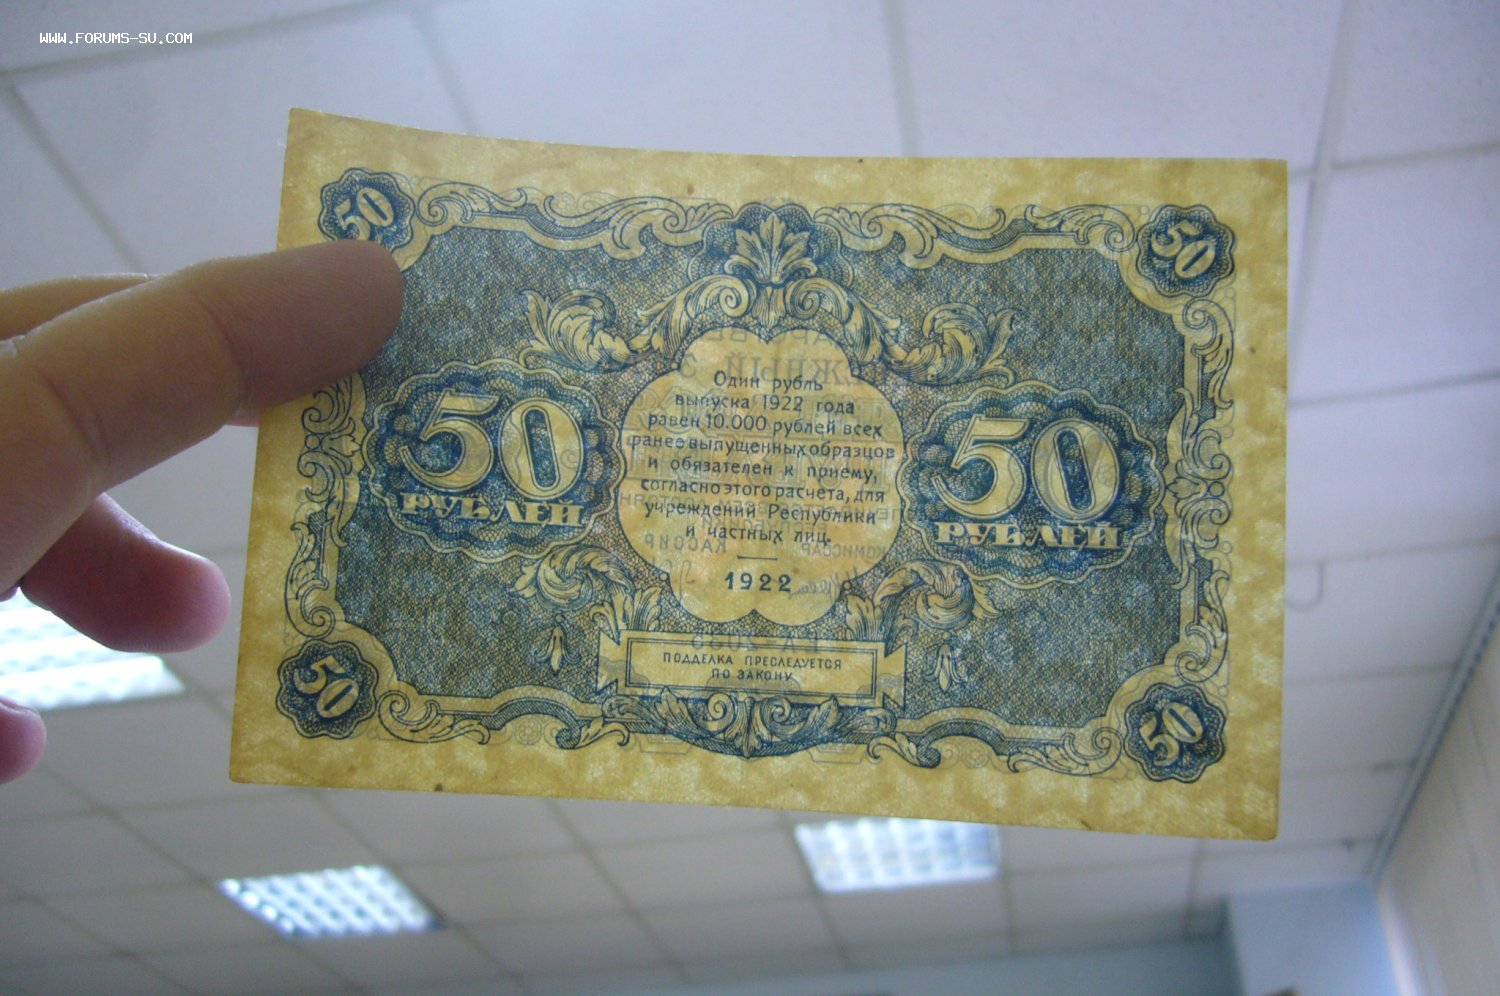 WWW.FORUMS-SU.COM
50
50
Один рубль
выпуска 1922 года
равен 10.000 рублей всех
ранее выпущенных образцов
и обязателен к приему,
согласно этого расчета, для
учреждений Республики
и частных лиц.
1922
50
РУБЛЕЙ
50
РУБЛЕЙ
ПОДДЕЛКА ПРЕСЛЕДУЕТСЯ
ПО ЗАКОНУ
50
50